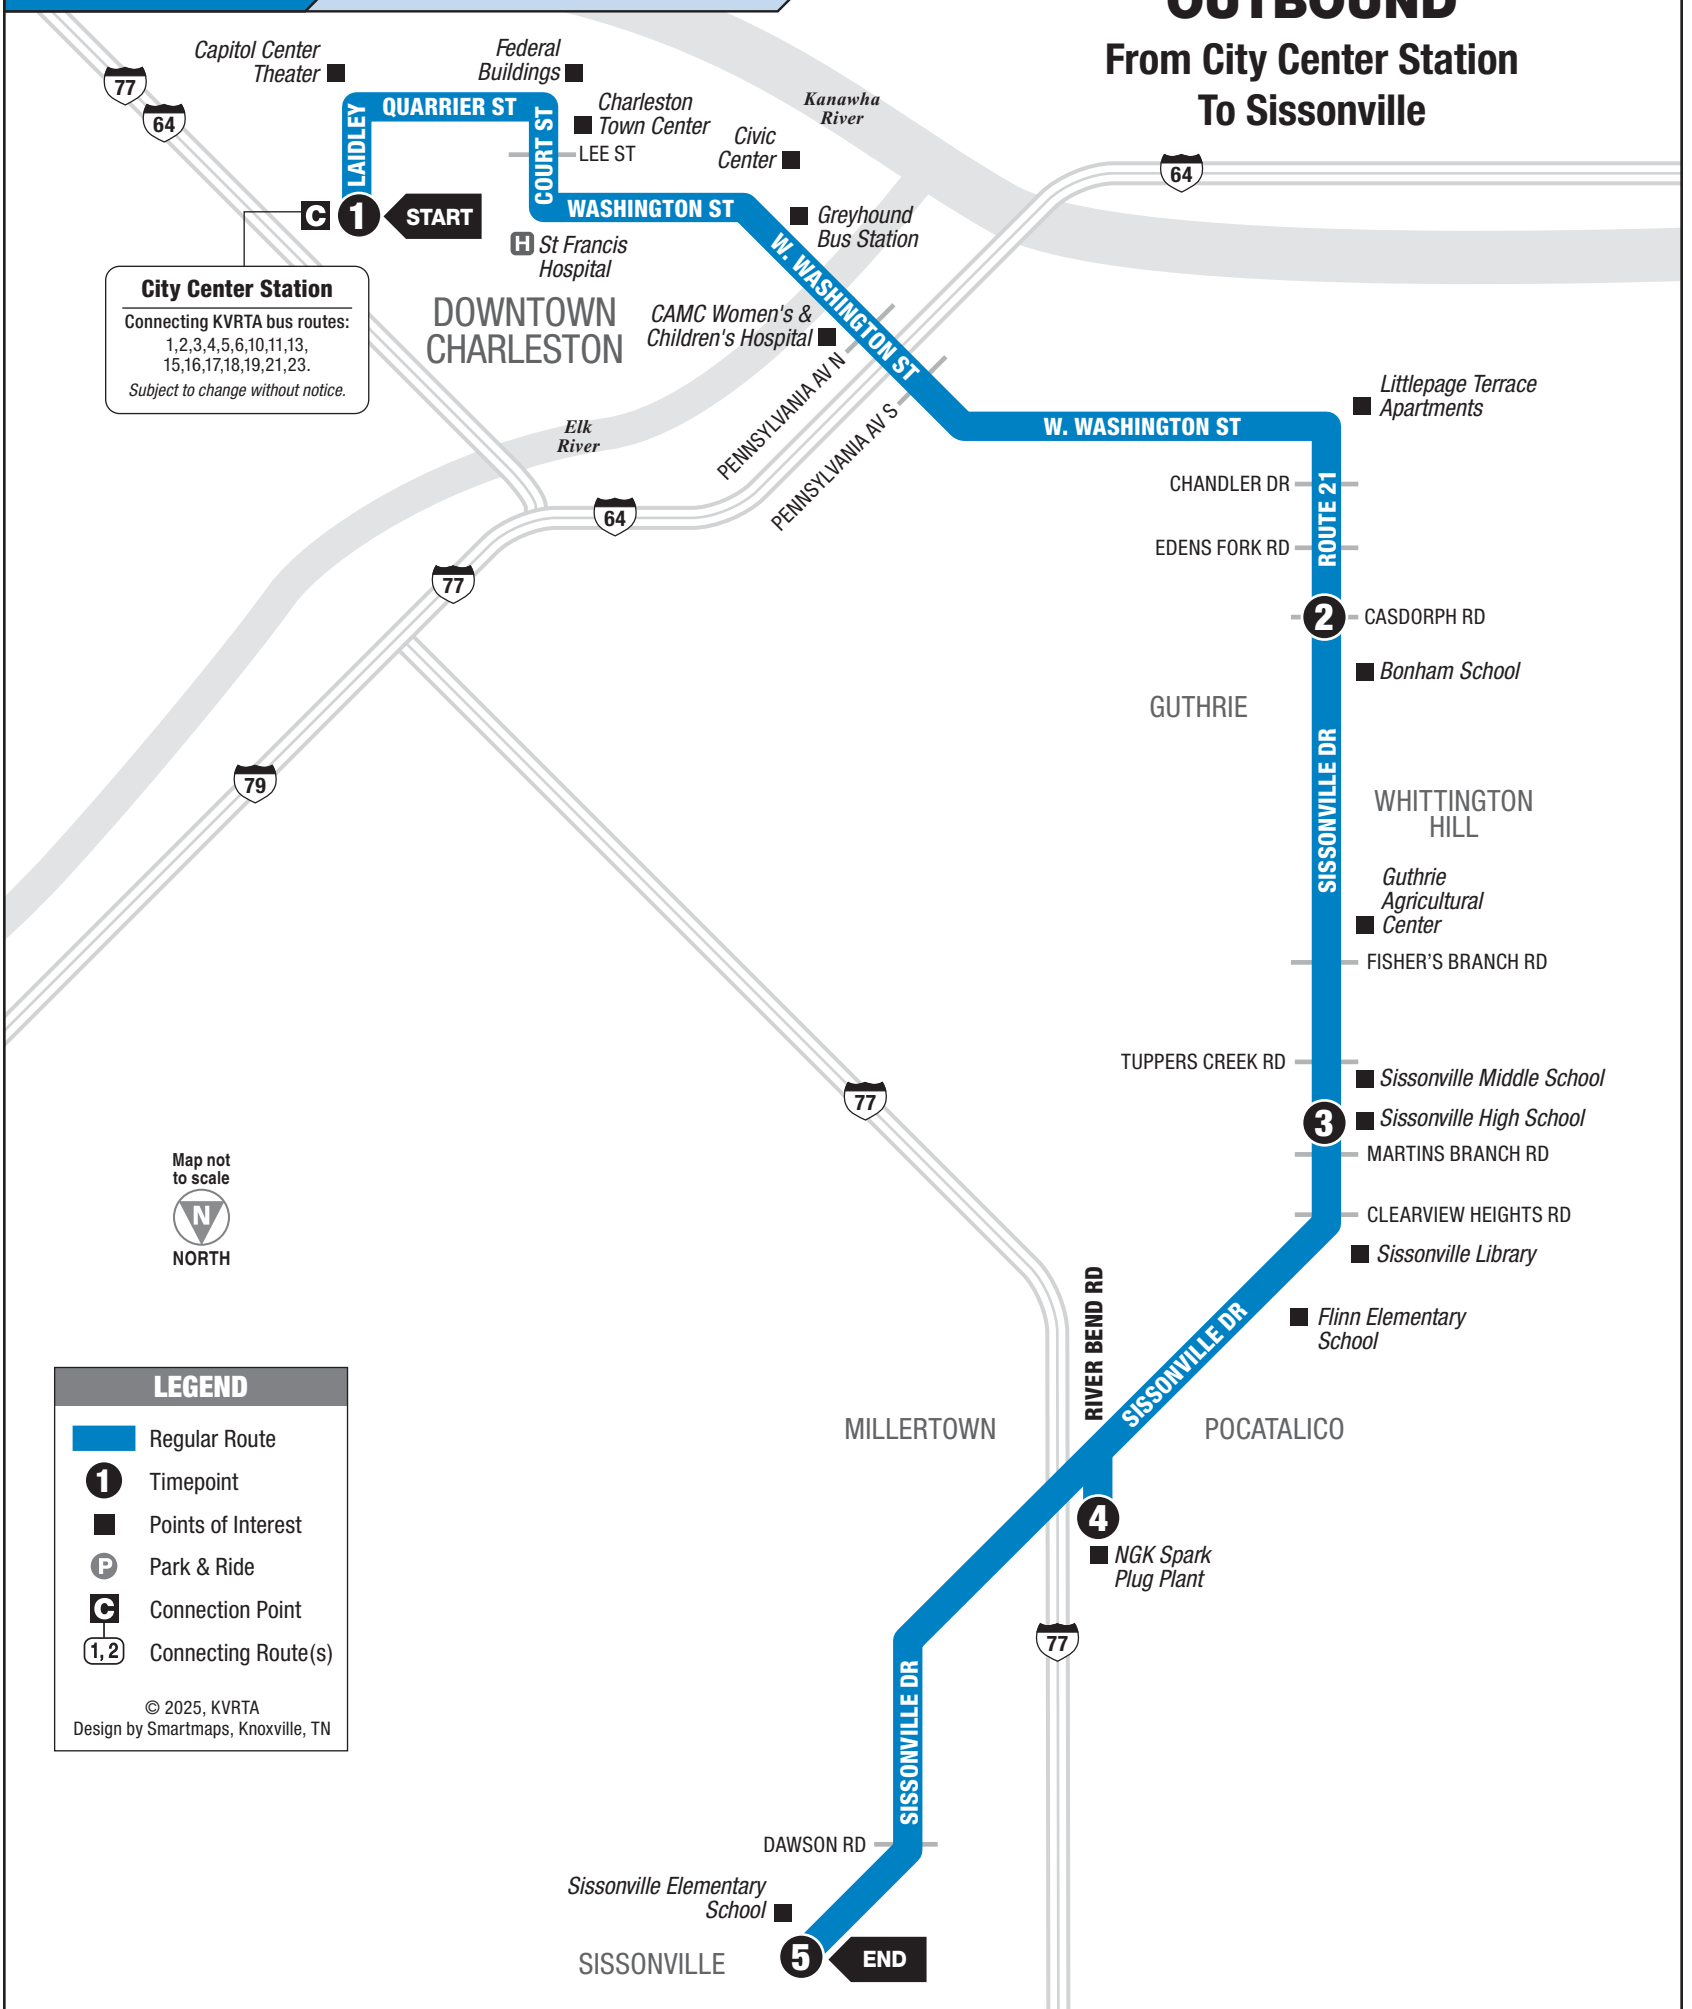 OUTBOUND
From City Center Station
To Sissonville
Capitol Center
Theater
Federal
Buildings
77
64
QUARRIER ST
LAIDLEY
COURT ST
Charleston
Town Center
LEE ST
Civic
Center
Kanawha
River
64
C
1
START
WASHINGTON ST
Greyhound
Bus Station
H
St Francis
Hospital
W. WASHINGTON ST
City Center Station
Connecting KVRTA bus routes:
1,2,3,4,5,6,10,11,13,
15,16,17,18,19,21,23.
Subject to change without notice.
DOWNTOWN
CHARLESTON
CAMC Women's &
Children's Hospital
PENNSYLVANIA AV N
PENNSYLVANIA AV S
Elk
River
W. WASHINGTON ST
Littlepage Terrace
Apartments
CHANDLER DR
ROUTE 21
EDENS FORK RD
64
77
2
CASDORPH RD
Bonham School
GUTHRIE
SISSONVILLE DR
79
WHITTINGTON
HILL
Guthrie
Agricultural
Center
FISHER'S BRANCH RD
TUPPERS CREEK RD
Sissonville Middle School
77
3
Sissonville High School
MARTINS BRANCH RD
Map not
to scale
N
NORTH
CLEARVIEW HEIGHTS RD
Sissonville Library
RIVER BEND RD
Flinn Elementary
School
SISSONVILLE DR
MILLERTOWN
POCATALICO
4
NGK Spark
Plug Plant
77
LEGEND
Regular Route
1
Timepoint
Points of Interest
P
Park & Ride
C
Connection Point
1, 2
Connecting Route(s)
© 2025, KVRTA
Design by Smartmaps, Knoxville, TN
SISSONVILLE DR
DAWSON RD
Sissonville Elementary
School
SISSONVILLE
5
END